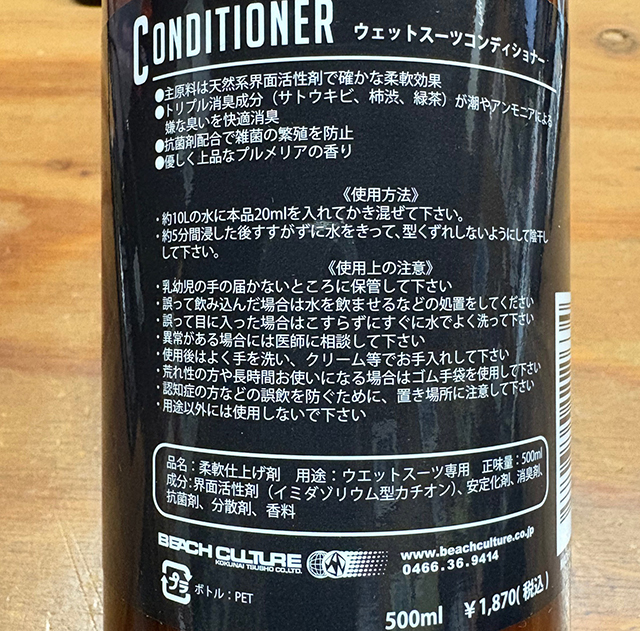 CONDITIONER ウェットスーツコンディショナー
●主原料は天然系界面活性剤で確かな柔軟効果
●トリプル消臭成分（サトウキビ、柿渋、緑茶）が潮やアンモニアによる
嫌な臭いを快適消臭
●抗菌剤配合で雑菌の繁殖を防止
●優しく上品なプルメリアの香り
《使用方法》
・約10Lの水に本品20mlを入れてかき混ぜて下さい。
・約5分間浸した後すすがずに水をきって、型くずれしないようにして陰干し
して下さい。
《使用上の注意》
・乳幼児の手の届かないところに保管して下さい
・誤って飲み込んだ場合は水を飲ませるなどの処置をしてください
・誤って目に入った場合はこすらずにすぐに水でよく洗って下さい
・異常がある場合には医師に相談して下さい
・使用後はよく手を洗い、クリーム等でお手入れして下さい
・荒れ性の方や長時間お使いになる場合はゴム手袋を使用して下さい
・認知症の方などの誤飲を防ぐために、置き場所に注意して下さい
・用途以外には使用しないで下さい
品名：柔軟仕上げ剤 用途：ウエットスーツ専用 正味量：500ml
成分：界面活性剤（イミダゾリウム型カチオン）、安定化剤、消臭剤、
抗菌剤、分散剤、香料
BEACH CULTURE www.beachculture.co.jp
KOKUNAI TSUSHO CO.,LTD. 0466.36.9414
プラ ボトル：PET
500ml ￥1,870(税込)